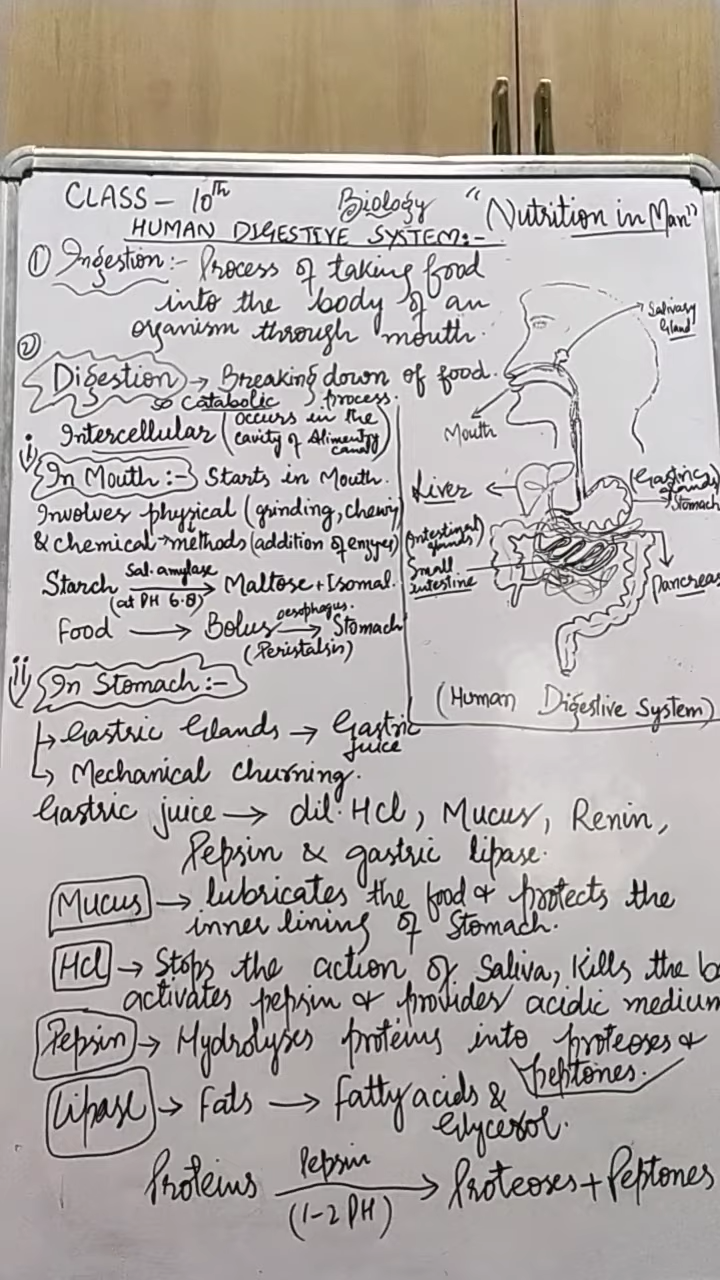 CLASS - 10th Biology "Nutrition in Man"
HUMAN DIGESTIVE SYSTEM:-
① Ingestion:- Process of taking food
into the body of an
organism through mouth.
②
Digestion → Breaking down of food.
so Catabolic process.
Intercellular (occurs in the
cavity of Alimentary
canal)
i) In Mouth:- Starts in Mouth.
Involves physical (grinding, chewi
& chemical → methods (addition of enzyes)
Starch Sal. amylase → Maltose + Isomal.
(at PH 6.8)
Food → Bolus oesophagus. → Stomach
(Peristalsin)
Salivary
Gland
Mouth
Liver
(Gastric
glands)
Stomach
(intestinal
glands)
Small
intestine
Pancreas
(Human Digestive System)
ii) In Stomach:-
→ Gastric Glands → Gastric
Juice
→ Mechanical churning.
Gastric juice → dil. Hcl, Mucus, Renin,
Pepsin & gastric lipase.
Mucus → lubricates the food & protects the
inner lining of Stomach.
Hcl → Stops the action of Saliva, kills the b
activates pepsin & provides acidic medium
Pepsin → Hydrolyses proteins into proteoses &
peptones.
Lipase → Fats → Fatty acids &
Glycerol.
Proteins Pepsin → Proteoses + Peptones
(1-2 PH)